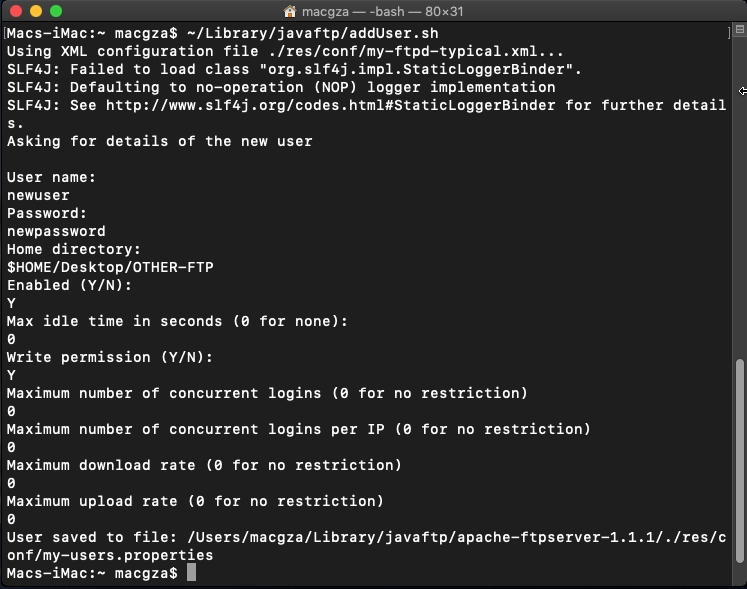 macgza — -bash — 80×31
[Macs-iMac:~ macgza$ ~/Library/javaftp/addUser.sh ]
Using XML configuration file ./res/conf/my-ftpd-typical.xml...
SLF4J: Failed to load class "org.slf4j.impl.StaticLoggerBinder".
SLF4J: Defaulting to no-operation (NOP) logger implementation
SLF4J: See http://www.slf4j.org/codes.html#StaticLoggerBinder for further detail
s.
Asking for details of the new user
User name:
newuser
Password:
newpassword
Home directory:
$HOME/Desktop/OTHER-FTP
Enabled (Y/N):
Y
Max idle time in seconds (0 for none):
0
Write permission (Y/N):
Y
Maximum number of concurrent logins (0 for no restriction)
0
Maximum number of concurrent logins per IP (0 for no restriction)
0
Maximum download rate (0 for no restriction)
0
Maximum upload rate (0 for no restriction)
0
User saved to file: /Users/macgza/Library/javaftp/apache-ftpserver-1.1.1/./res/c
onf/my-users.properties
Macs-iMac:~ macgza$